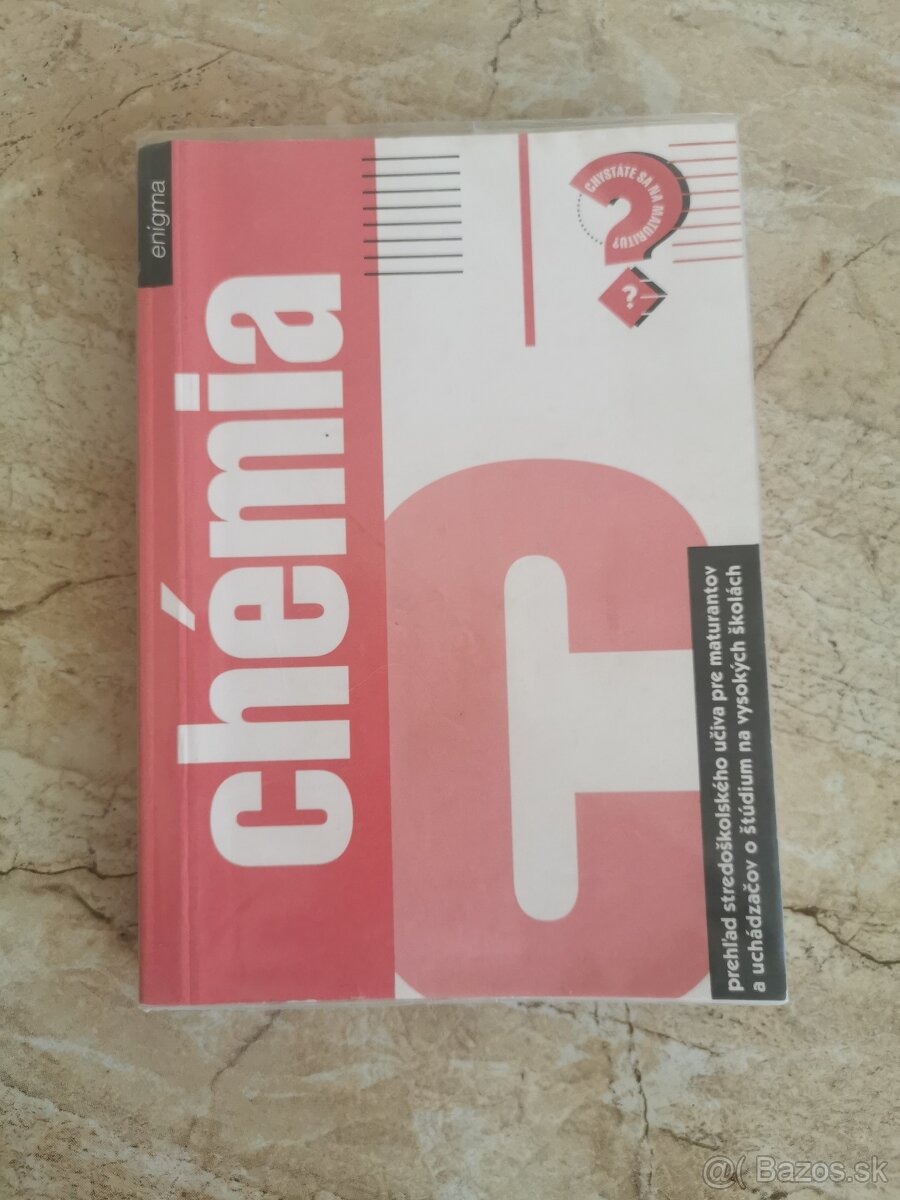 enigma
chémia
CHYSTÁTE SA NA MATURITU?
?
C
prehľad stredoškolského učiva pre maturantov
a uchádzačov o štúdium na vysokých školách
@( Bazos.sk